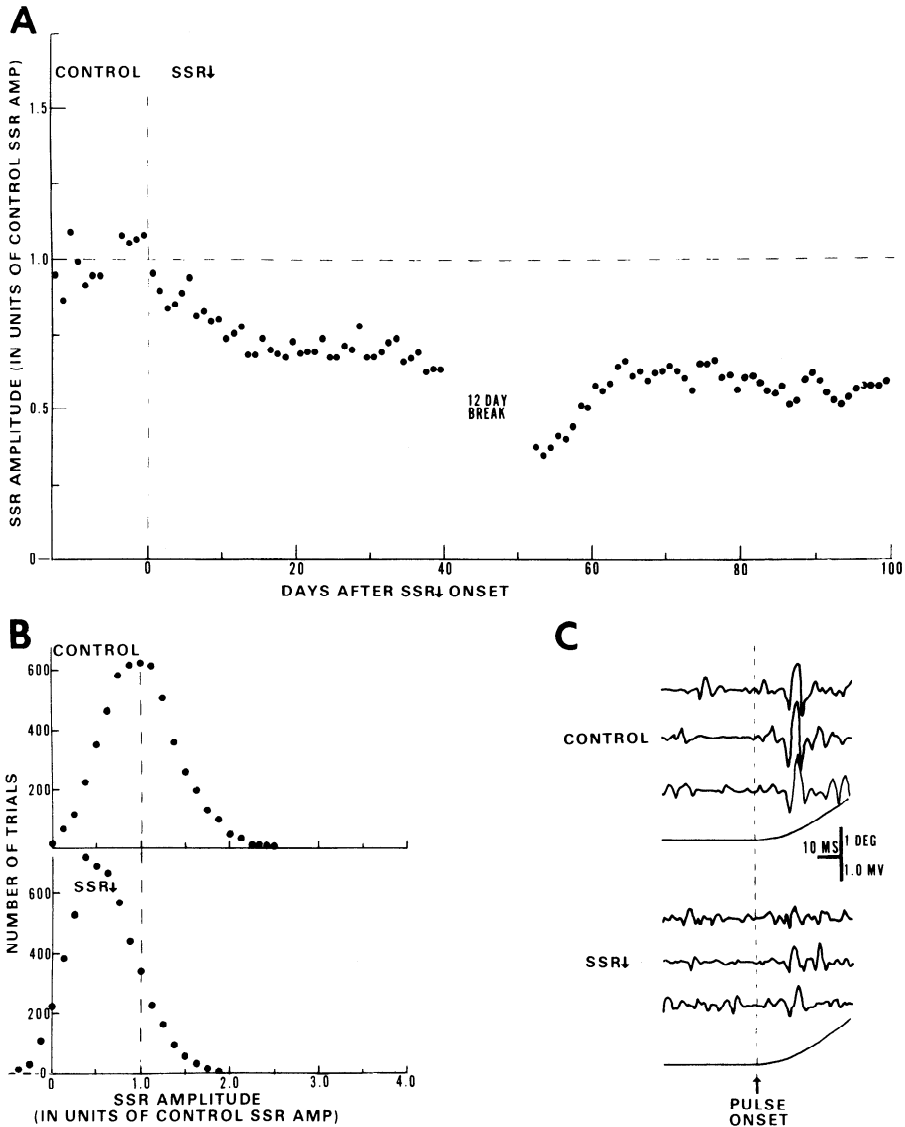 A
SSR AMPLITUDE (IN UNITS OF CONTROL SSR AMP)
CONTROL SSR↓
1.5
1.0
0.5
0
12 DAY
BREAK
0 20 40 60 80 100
DAYS AFTER SSR↓ ONSET
B
NUMBER OF TRIALS
CONTROL
600
400
200
SSR↓
600
400
200
0
0 1.0 2.0 3.0 4.0
SSR AMPLITUDE
(IN UNITS OF CONTROL SSR AMP)
C
CONTROL
10 MS
1 DEG
1.0 MV
SSR↓
PULSE
ONSET